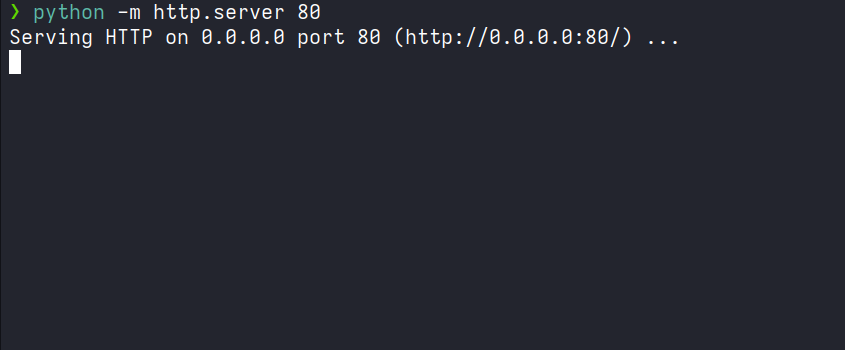 ❯ python -m http.server 80
Serving HTTP on 0.0.0.0 port 80 (http://0.0.0.0:80/) ...